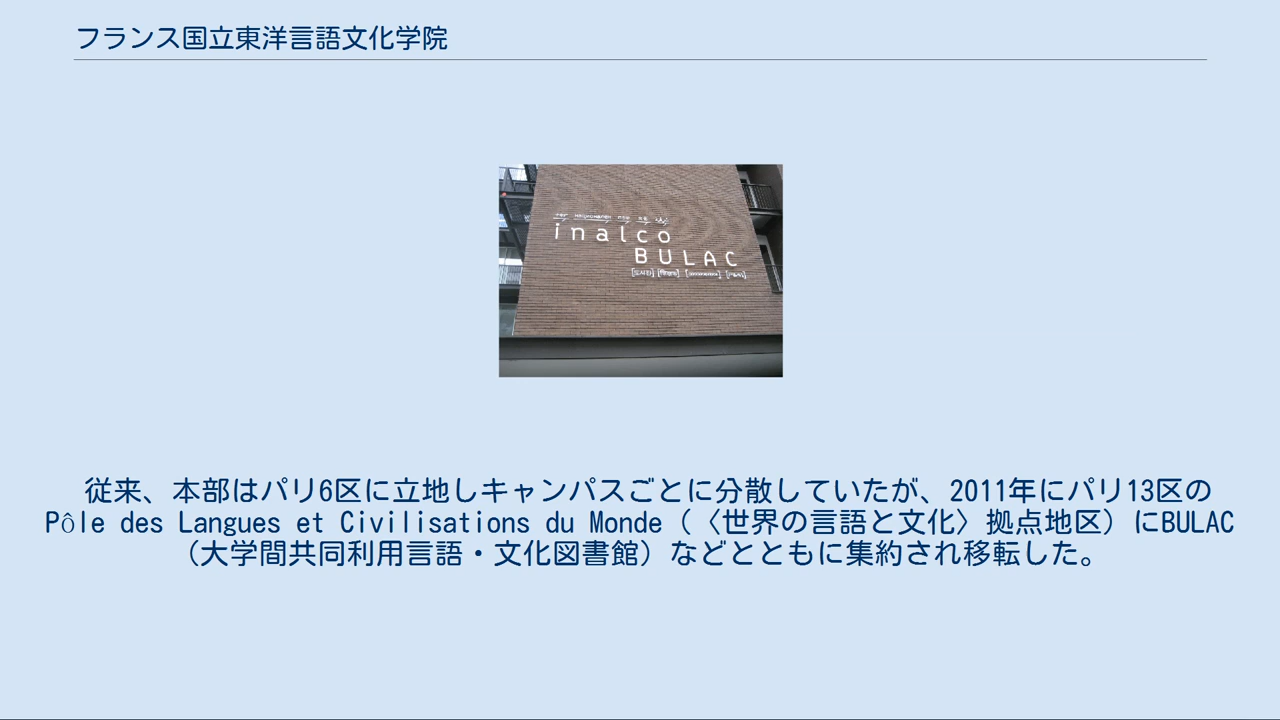 フランス国立東洋言語文化学院
inalco
BULAC
従来、本部はパリ6区に立地しキャンパスごとに分散していたが、2011年にパリ13区の
Pôle des Langues et Civilisations du Monde（〈世界の言語と文化〉拠点地区）にBULAC
（大学間共同利用言語・文化図書館）などとともに集約され移転した。